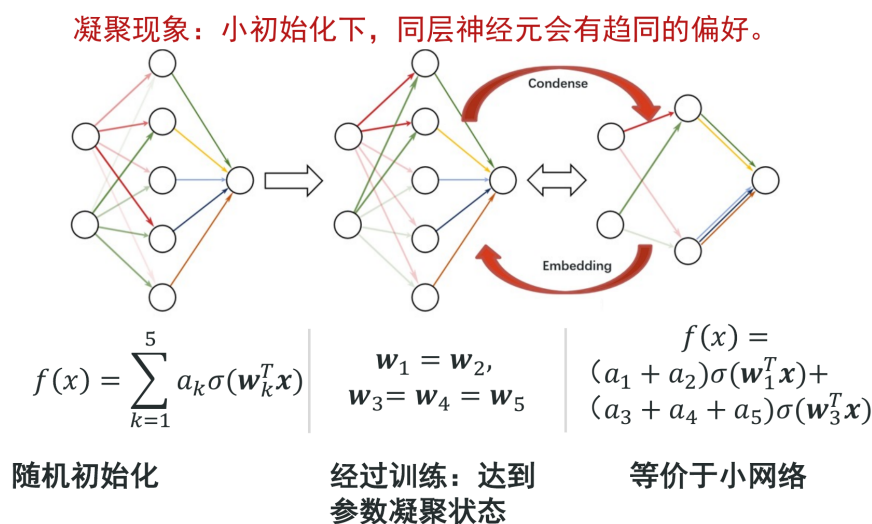 凝聚现象：小初始化下，同层神经元会有趋同的偏好。
Condense
Embedding
f(x) = \sum_{k=1}^{5} a_k σ(w_k^T x)
w_1 = w_2,
w_3 = w_4 = w_5
f(x) =
（a_1 + a_2)σ(w_1^T x)+
(a_3 + a_4 + a_5)σ(w_3^T x)
随机初始化
经过训练：达到
参数凝聚状态
等价于小网络